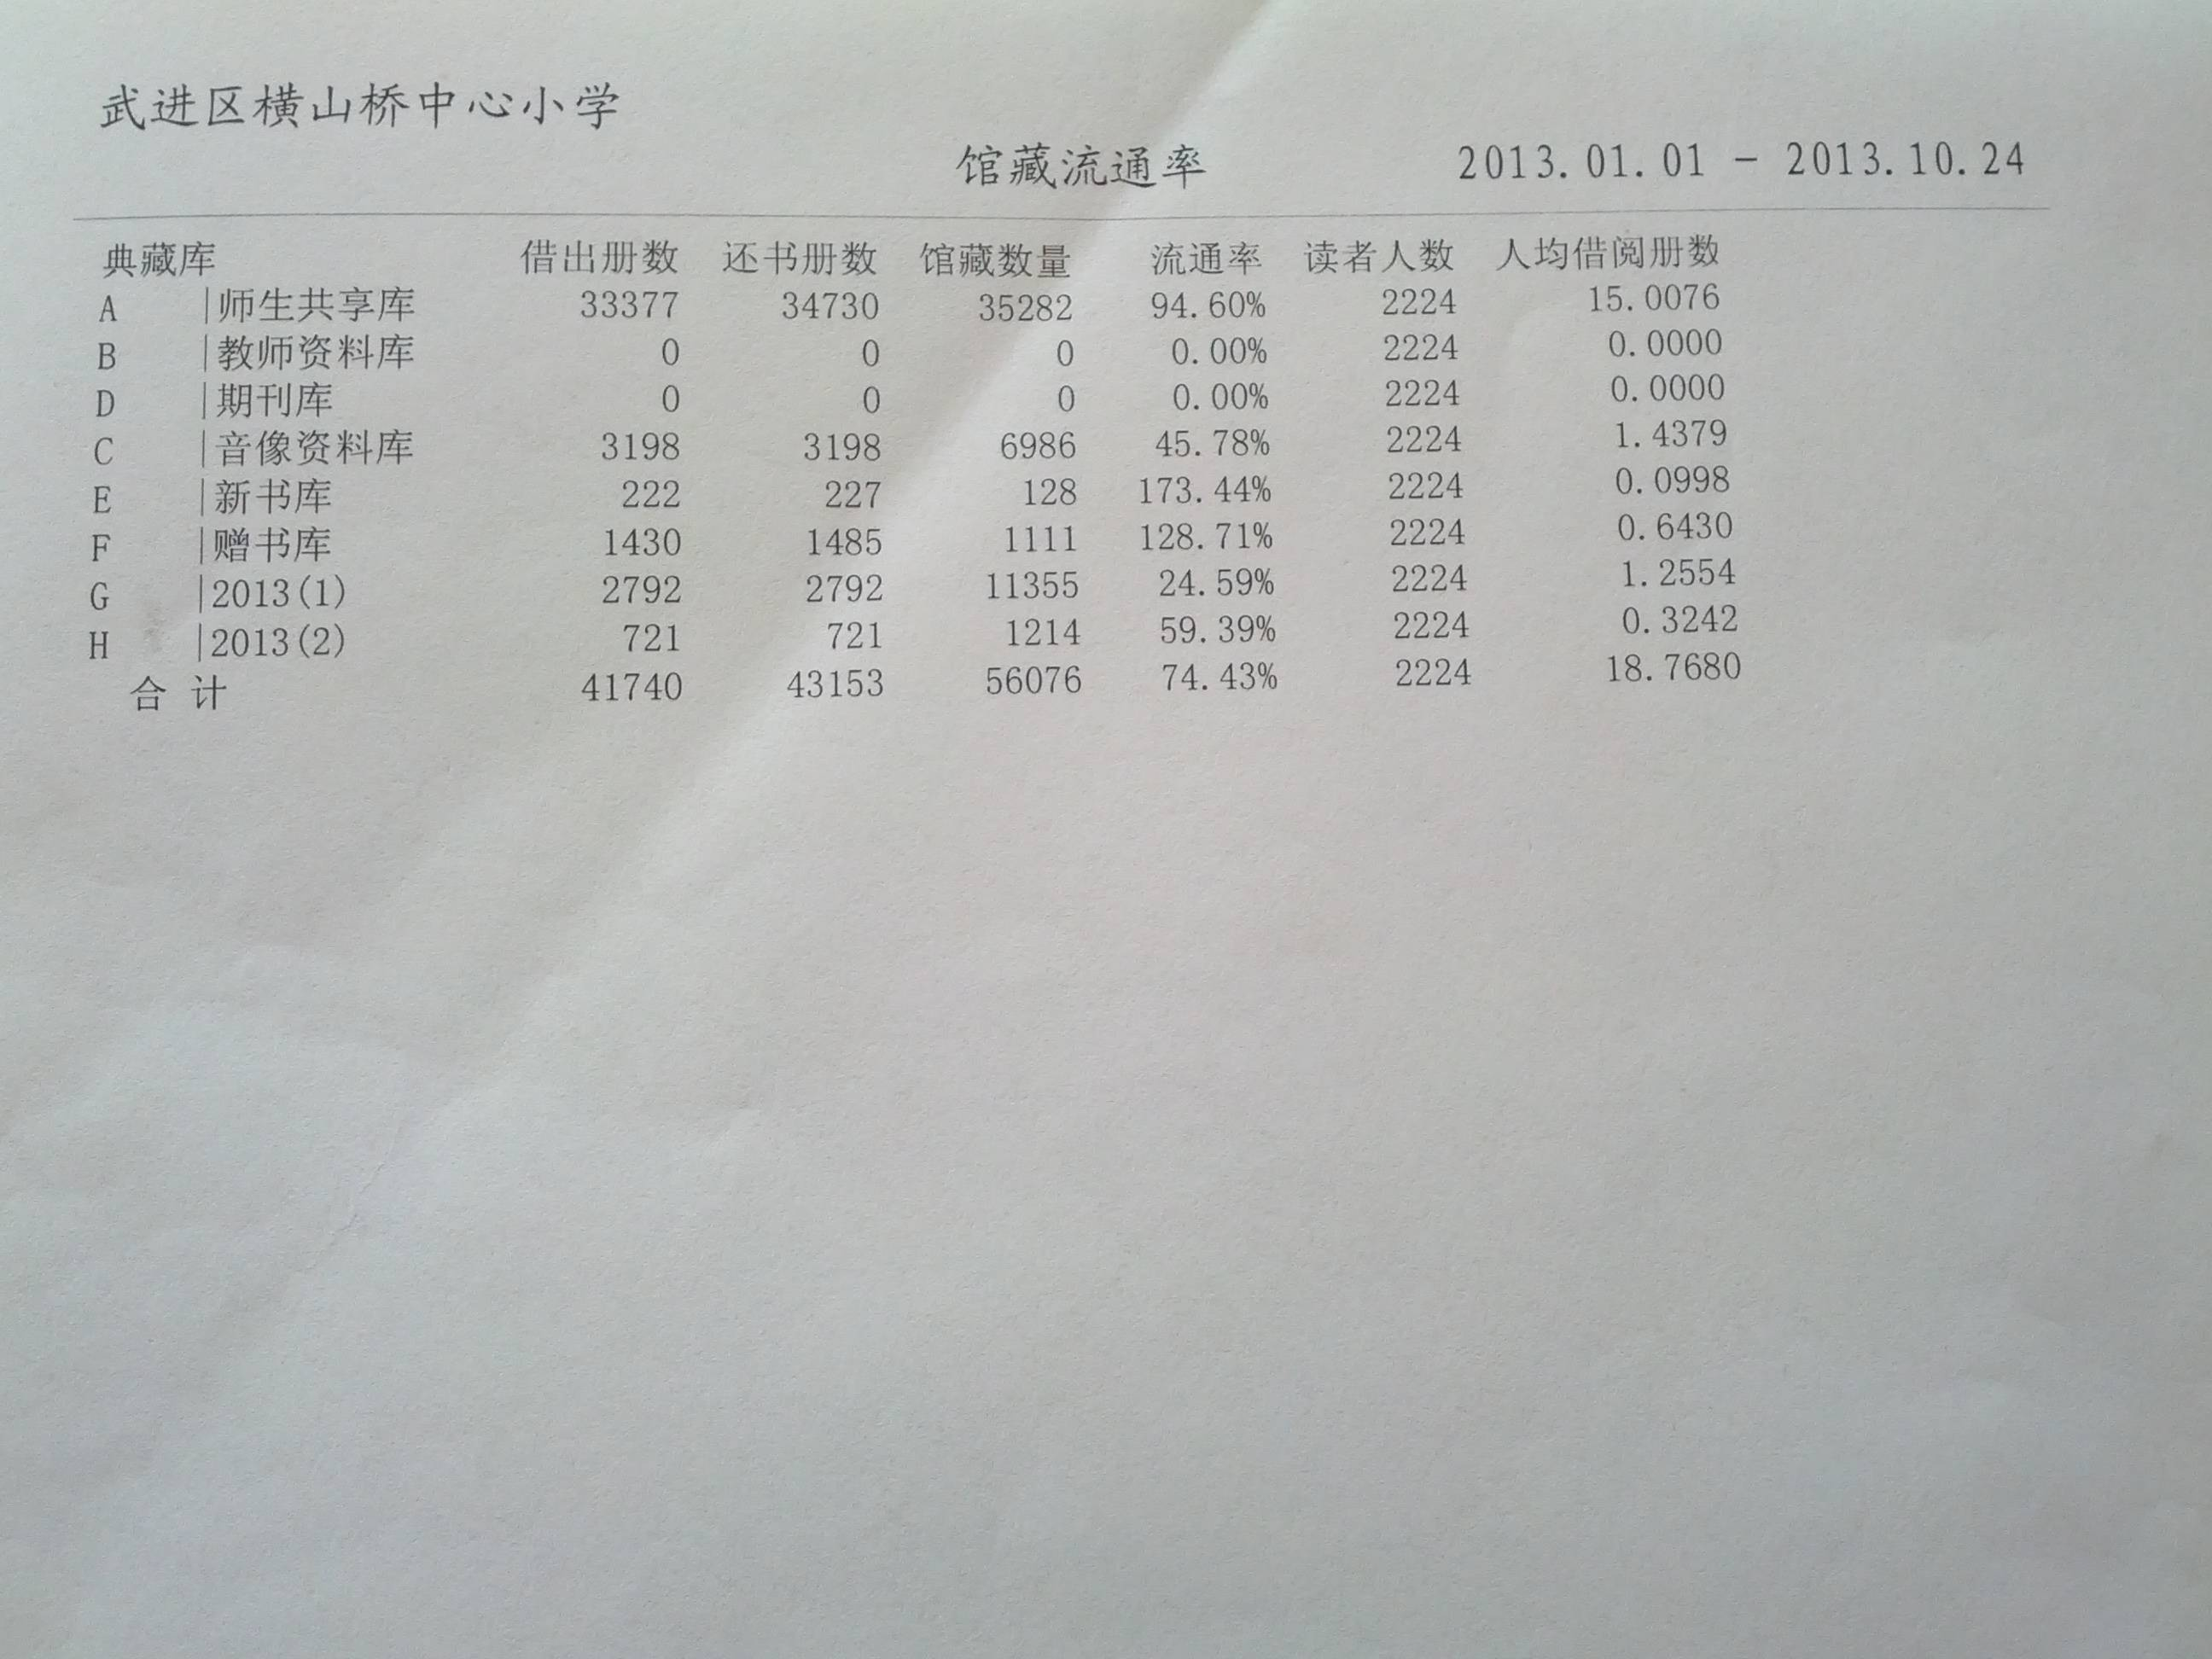 武进区横山桥中心小学
馆藏流通率 2013.01.01 - 2013.10.24
典藏库 借出册数 还书册数 馆藏数量 流通率 读者人数 人均借阅册数
A |师生共享库 33377 34730 35282 94.60% 2224 15.0076
B |教师资料库 0 0 0 0.00% 2224 0.0000
D |期刊库 0 0 0 0.00% 2224 0.0000
C |音像资料库 3198 3198 6986 45.78% 2224 1.4379
E |新书库 222 227 128 173.44% 2224 0.0998
F |赠书库 1430 1485 1111 128.71% 2224 0.6430
G |2013(1) 2792 2792 11355 24.59% 2224 1.2554
H |2013(2) 721 721 1214 59.39% 2224 0.3242
合 计 41740 43153 56076 74.43% 2224 18.7680